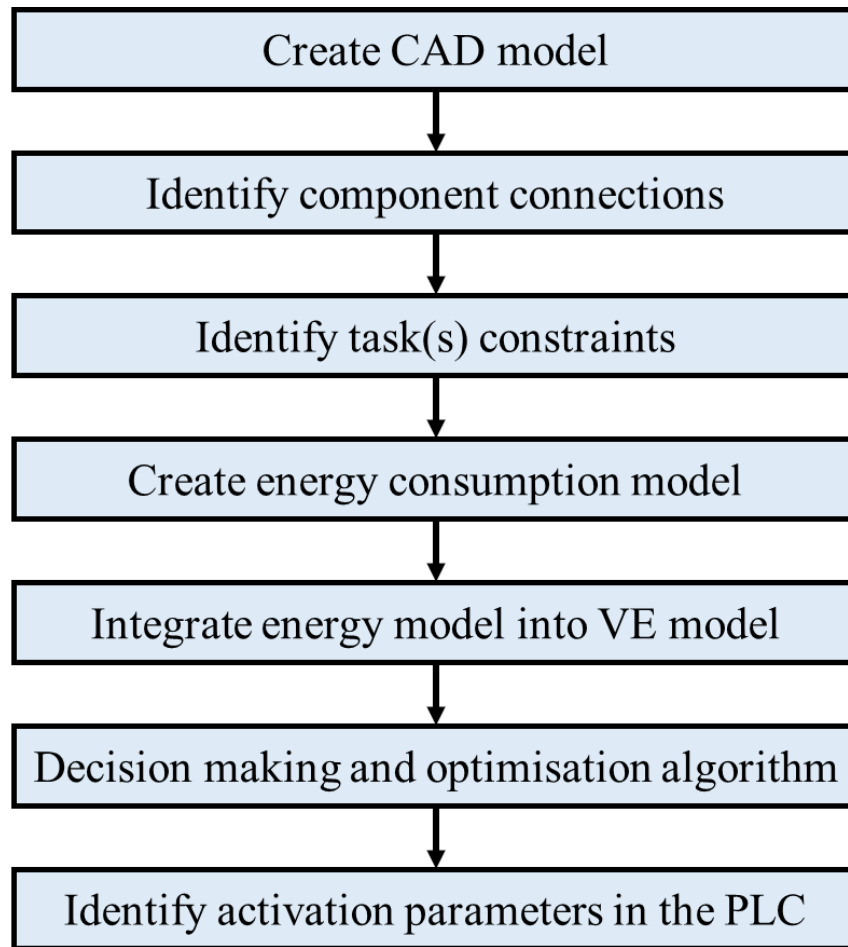 Create CAD model
Identify component connections
Identify task(s) constraints
Create energy consumption model
Integrate energy model into VE model
Decision making and optimisation algorithm
Identify activation parameters in the PLC